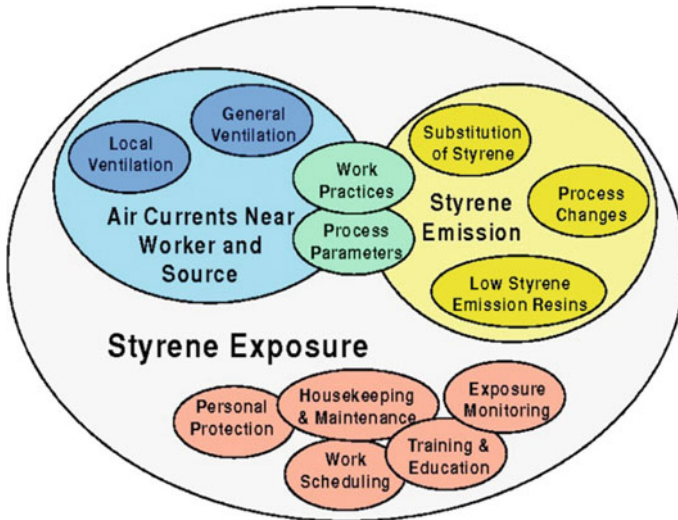 General
Ventilation
Local
Ventilation
Air Currents Near
Worker and
Source
Work
Practices
Process
Parameters
Substitution
of Styrene
Styrene
Emission
Process
Changes
Low Styrene
Emission Resins
Styrene Exposure
Personal
Protection
Housekeeping
& Maintenance
Exposure
Monitoring
Work
Scheduling
Training &
Education